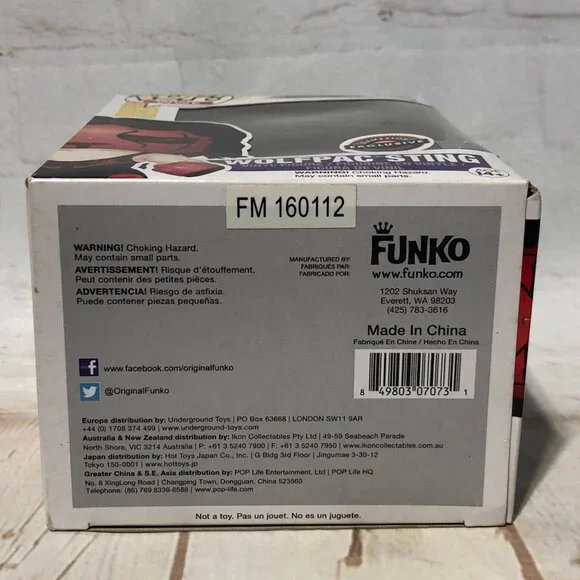 WOLFPAC STING
WARNING! Choking Hazard.
May contain small parts.
FM 160112
WARNING! Choking Hazard.
May contain small parts.
AVERTISSEMENT! Risque d'étouffement.
Peut contenir des petites pièces.
ADVERTENCIA! Riesgo de asfixia.
Puede contener piezas pequeñas.
MANUFACTURED BY:
FABRIQUÉS PAR:
FABRICADO POR:
FUNKO
www.funko.com
1202 Shuksan Way
Everett, WA 98203
(425) 783-3616
Made In China
Fabriqué En Chine / Hecho En China
8 49803 07073 1
www.facebook.com/originalfunko
@OriginalFunko
Europe distribution by: Underground Toys | PO Box 63668 | LONDON SW11 9AR
+44 (0) 1708 374 499 | www.undergroundtoys.com
Australia & New Zealand distribution by: Ikon Collectables Pty Ltd | 49-59 Seabeach Parade
North Shore, VIC 3214 Australia | P: +61 3 5240 7900 | F: +61 3 5240 7950 | www.ikoncollectables.com.au
Japan distribution by: Hot Toys Japan Co., Inc. | G Bldg 3rd Floor | Jingumae 3-30-12
Tokyo 150-0001 | www.hottoys.jp
Greater China & S.E. Asia distribution by: POP Life Entertainment, Ltd | POP Life HQ
No. 8 XingLong Road | Changping Town, Dongguan, China 523560
Telephone: (86) 769 8339-8588 | www.pop-life.com
Not a toy. Pas un jouet. No es un juguete.